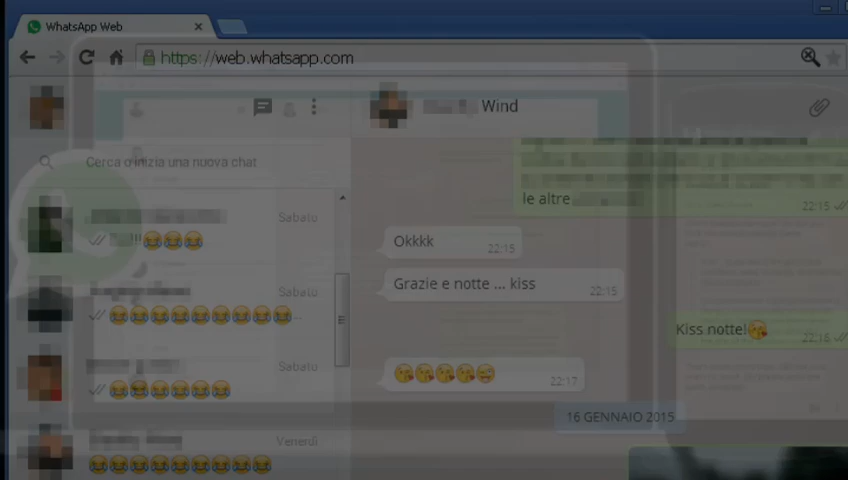 WhatsApp Web
https://web.whatsapp.com
Wind
Cerca o inizia una nuova chat
le altre
22:15
Sabato
!!!
Okkkk
22:15
Grazie e notte ... kiss
22:15
Sabato
Kiss notte!
22:16
Sabato
22:17
16 GENNAIO 2015
Venerdì